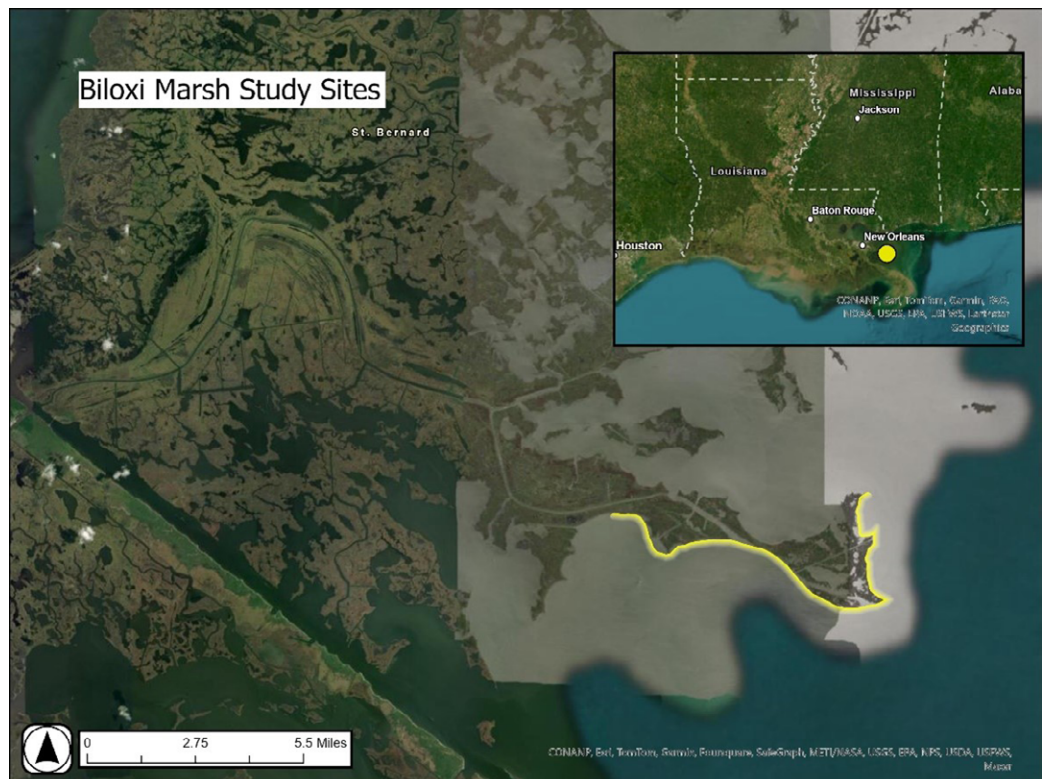 Biloxi Marsh Study Sites
St. Bernard
Mississippi
Alaba
Jackson
Louisiana
Baton Rouge
New Orleans
Houston
CONANP, Esri, TomTom, Garmin, FAO,
NOAA, USGS, EPA, USFWS, Earthstar
Geographics
0 2.75 5.5 Miles
CONANP, Esri, TomTom, Garmin, Foursquare, SafeGraph, METI/NASA, USGS, EPA, NPS, USDA, USFWS,
Maxar